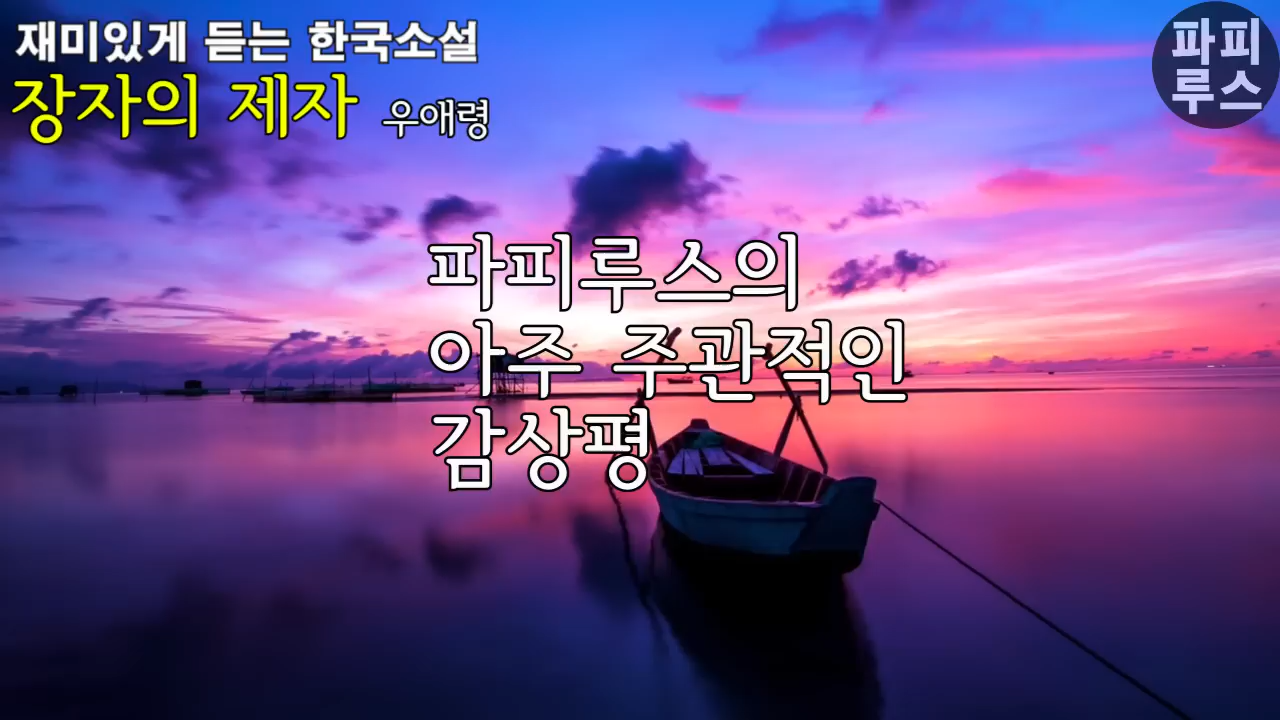 재미있게 듣는 한국소설
장자의 제자 우애령
파피
루스
파피루스의
아주 주관적인
감상평